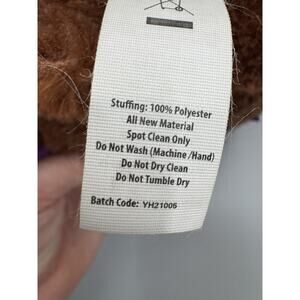 Stuffing: 100% Polyester
All New Material
Spot Clean Only
Do Not Wash (Machine /Hand)
Do Not Dry Clean
Do Not Tumble Dry
Batch Code: YH21005